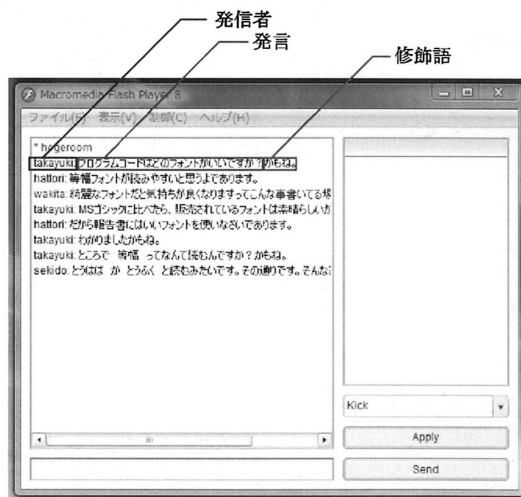 発信者
発言
修飾語
Macromedia Flash Player 8
ファイル(F) 表示(V) 制御(C) ヘルプ(H)
* hogeroom
takayuki: プログラムコードはどのフォントがいいですか？かもね。
hattori: 等幅フォントが読みやすいと思うよであります。
wakita: 綺麗なフォントだと気持ちが良くなりますってこんな事書いてる場
takayuki: MSゴシックに比べたら、販売されているフォントは素晴らしいカ
hattori: だから報告書にはいいフォントを使いなさいであります。
takayuki: わかりましたかもね。
takayuki: ところで 等幅 ってなんて読むんですか？かもね。
sekido: とうはば か とうふく と読むみたいです。その通りです。そんな
Kick
Apply
Send